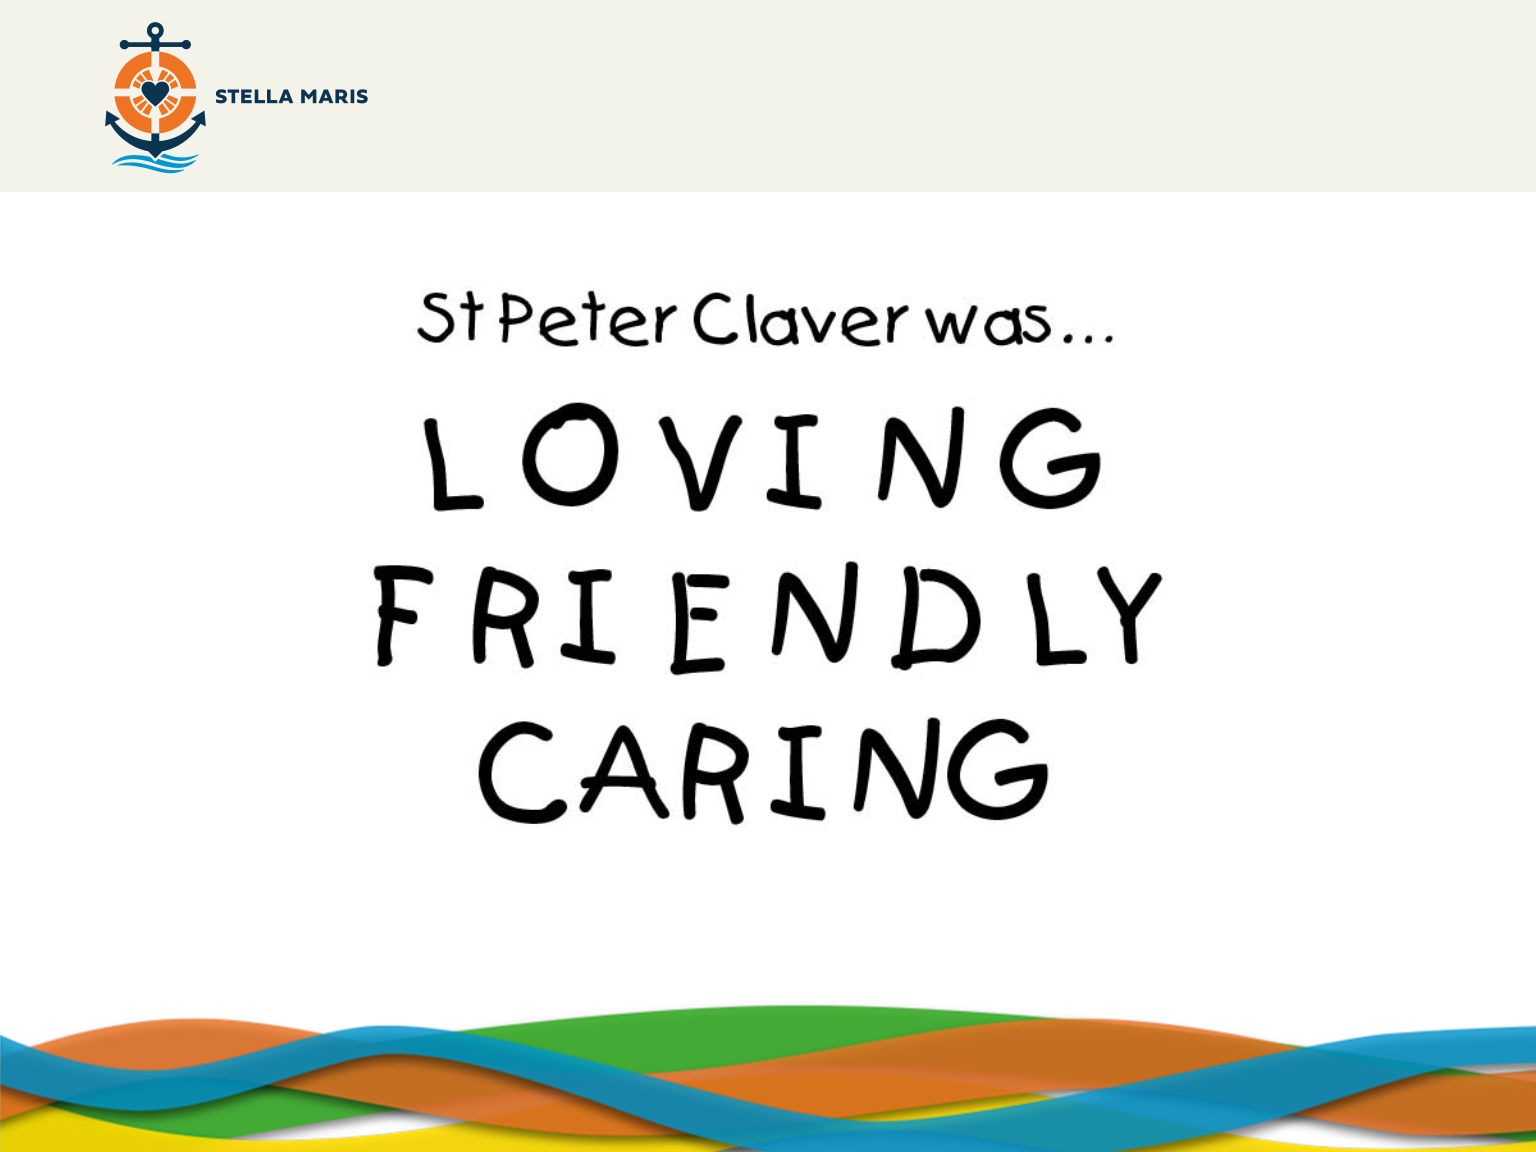 STELLA MARIS
St Peter Claver was...
LOVING
FRIENDLY
CARING